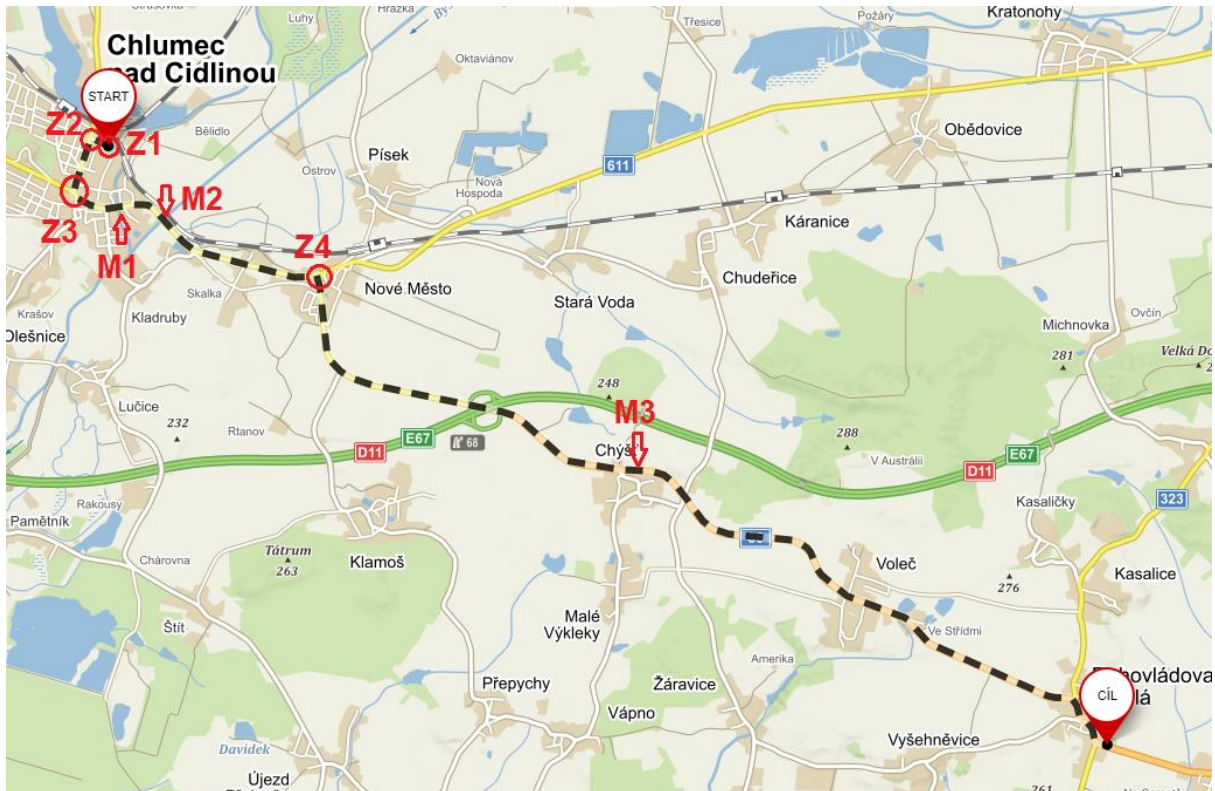 Luhy
Hrázka
Třesice
Požáry
Kratonohy
Chlumec
nad Cidlinou
Oktaviánov
START
Z2
Z1
Bělidlo
Obědovice
Písek
Ostrov
611
Nová
Hospoda
M2
Z3
M1
Z4
Káranice
Chudeřice
Skalka
Nové Město
Stará Voda
Krašov
Kladruby
Ovčín
Michnovka
Olešnice
281
Velká
248
Lučice
232
M3
Rtanov
E67
68
D11
Chýšť
288
V Austrálii
E67
D11
323
Kasaličky
Rakousy
Pamětník
Chárovna
Tátrum
263
Klamoš
Voleč
276
Kasalice
Štít
Malé
Výkleky
Ve Střídmi
Amerika
Přepychy
Žáravice
CÍL
Vápno
Davídek
Vyšehněvice
Újezd
261